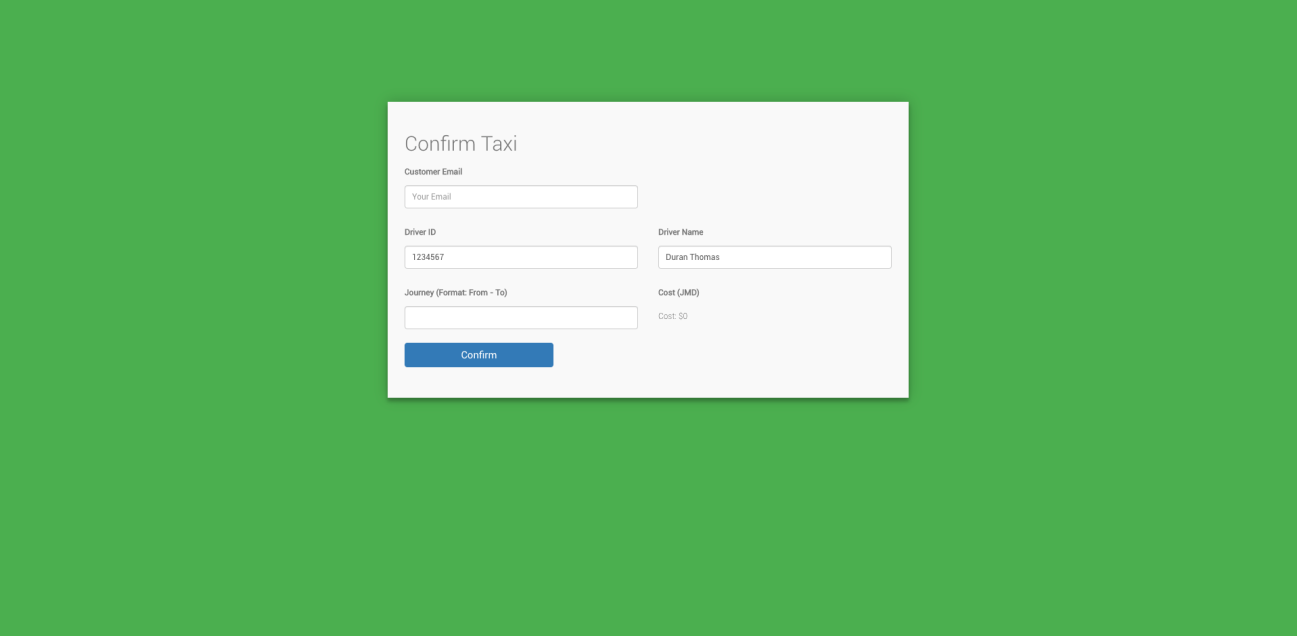 Confirm Taxi
Customer Email
Your Email
Driver ID
Driver Name
1234567
Duran Thomas
Journey (Format: From - To)
Cost (JMD)
Cost: $0
Confirm